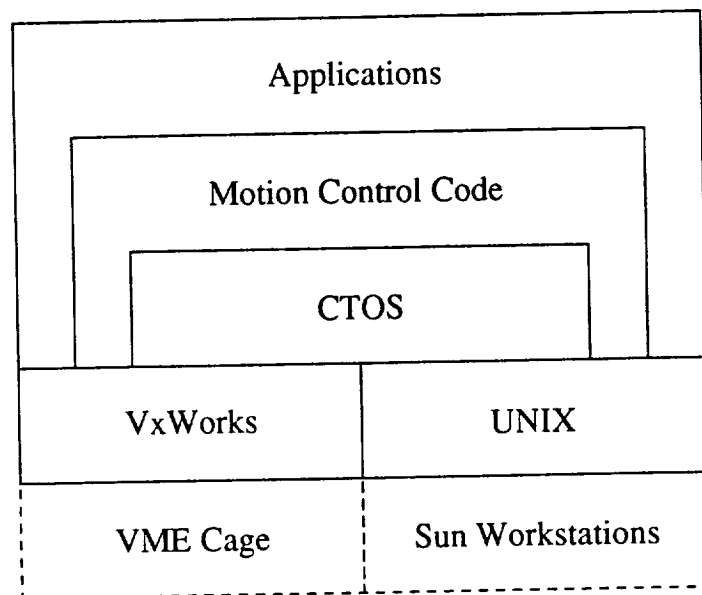 Applications
Motion Control Code
CTOS
VxWorks
UNIX
VME Cage
Sun Workstations